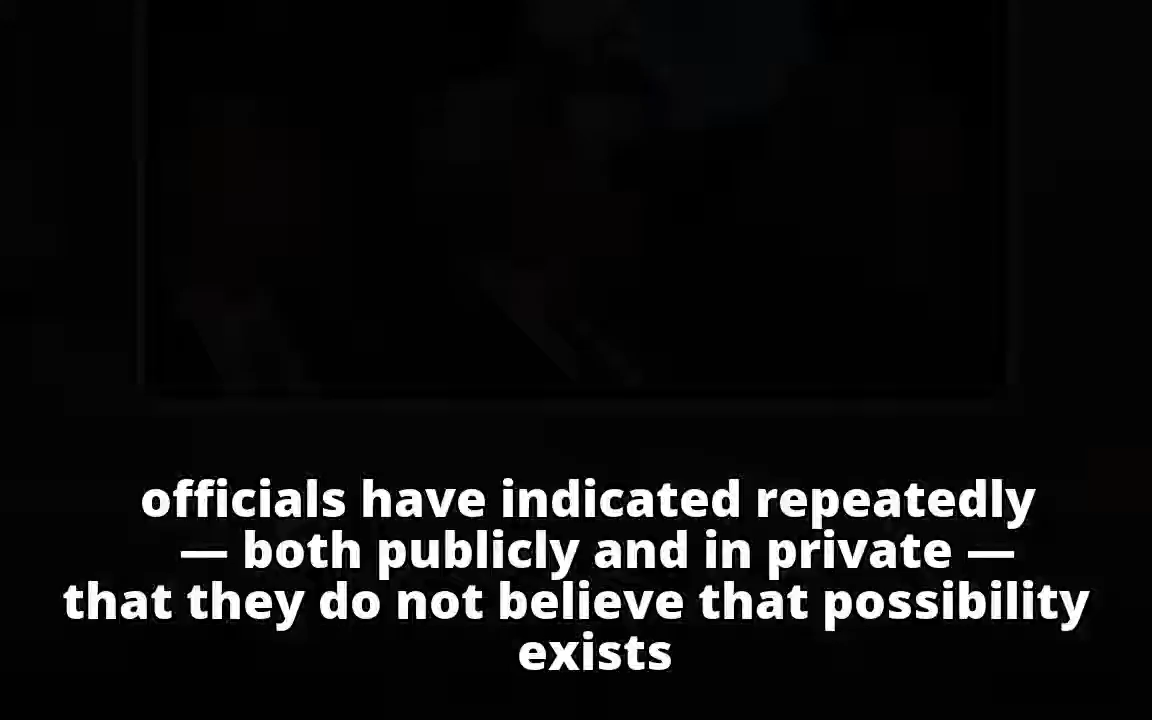 officials have indicated repeatedly
— both publicly and in private —
that they do not believe that possibility
exists